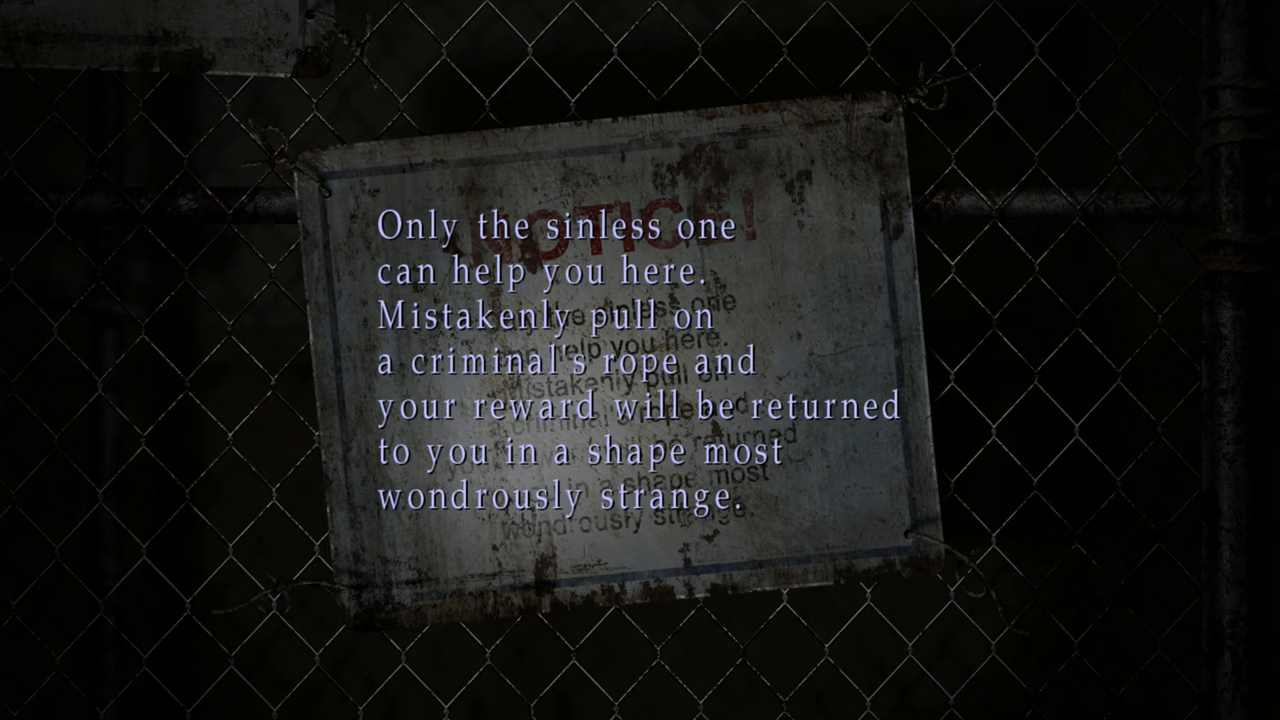 NOTICE!
Only the sinless one
can help you here.
Mistakenly pull on
a criminal's rope and
your reward will be returned
to you in a shape most
wondrously strange.